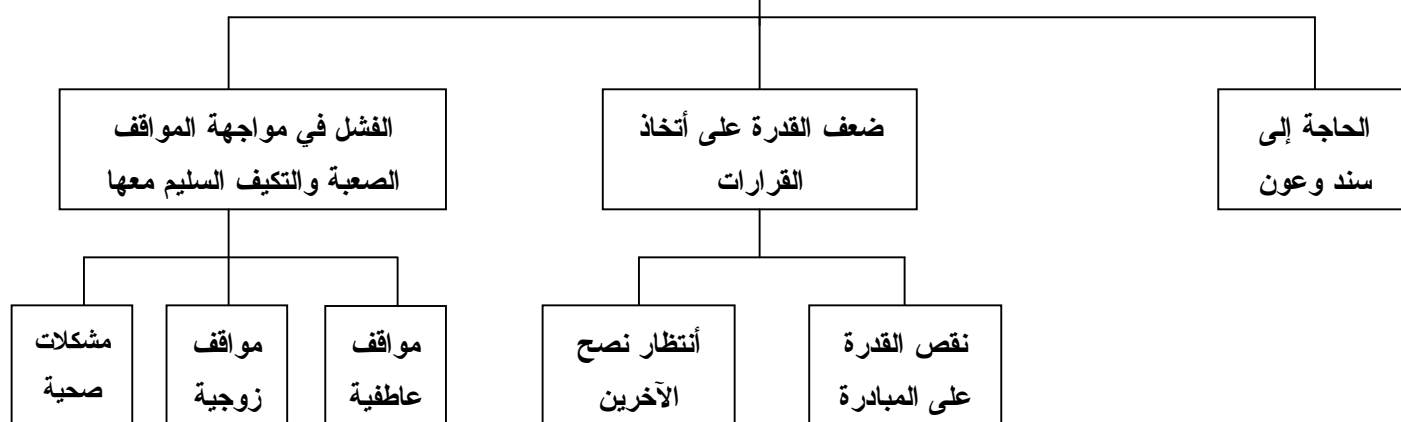 الحاجة إلى
سند وعون
ضعف القدرة على أتخاذ
القرارات
الفشل في مواجهة المواقف
الصعبة والتكيف السليم معها
نقص القدرة
على المبادرة
أنتظار نصح
الآخرين
مواقف
عاطفية
مواقف
زوجية
مشكلات
صحية